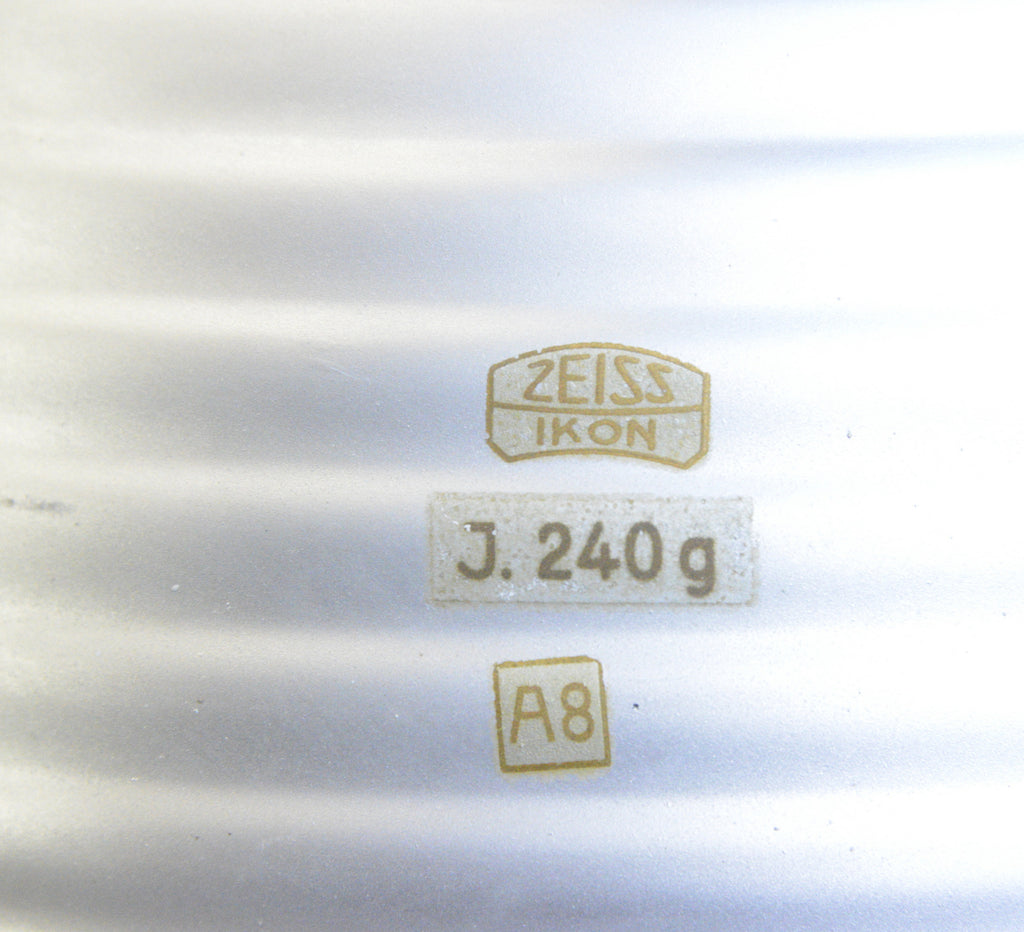 ZEISS
IKON
J. 240 g
A8